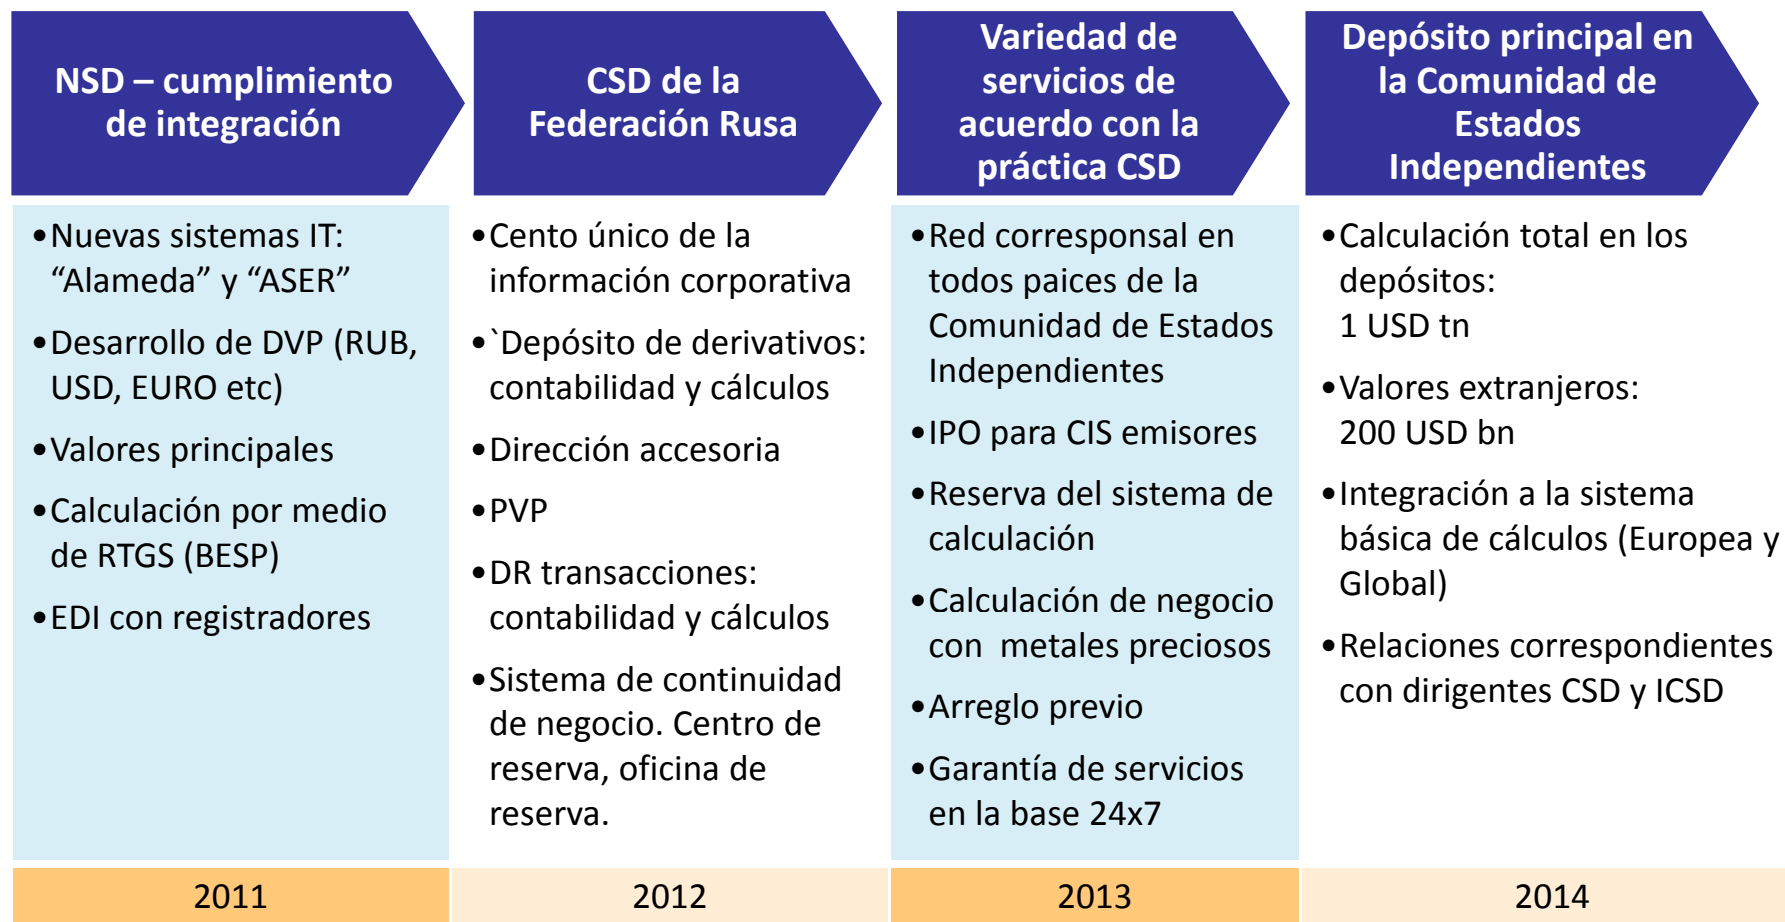 NSD – cumplimiento
de integración
CSD de la
Federación Rusa
Variedad de
servicios de
acuerdo con la
práctica CSD
Depósito principal en
la Comunidad de
Estados
Independientes
•Nuevas sistemas IT:
“Alameda” y “ASER”
•Desarrollo de DVP (RUB,
USD, EURO etc)
•Valores principales
•Calculación por medio
de RTGS (BESP)
•EDI con registradores
•Cento único de la
información corporativa
•`Depósito de derivativos:
contabilidad y cálculos
•Dirección accesoria
•PVP
•DR transacciones:
contabilidad y cálculos
•Sistema de continuidad
de negocio. Centro de
reserva, oficina de
reserva.
•Red corresponsal en
todos paices de la
Comunidad de Estados
Independientes
•IPO para CIS emisores
•Reserva del sistema de
calculación
•Calculación de negocio
con  metales preciosos
•Arreglo previo
•Garantía de servicios
en la base 24x7
•Calculación total en los
depósitos:
1 USD tn
•Valores extranjeros:
200 USD bn
•Integración a la sistema
básica de cálculos (Europea y
Global)
•Relaciones correspondientes
con dirigentes CSD y ICSD
2011
2012
2013
2014